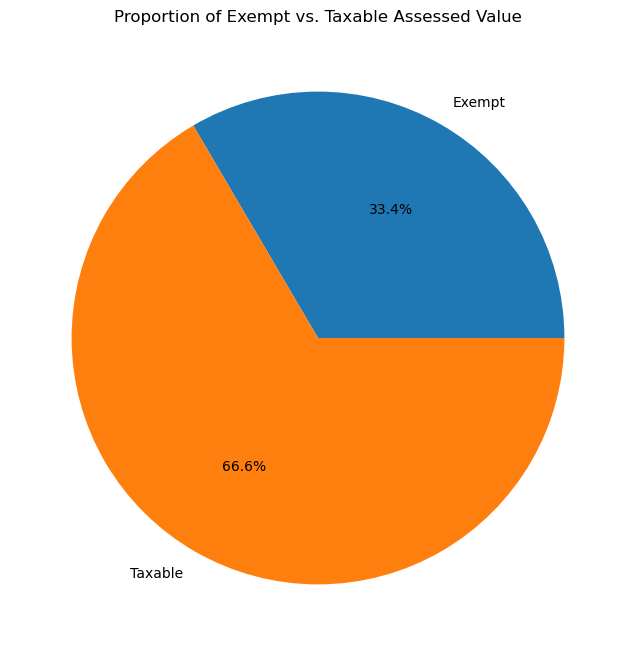 Proportion of Exempt vs. Taxable Assessed Value
Exempt
33.4%
66.6%
Taxable